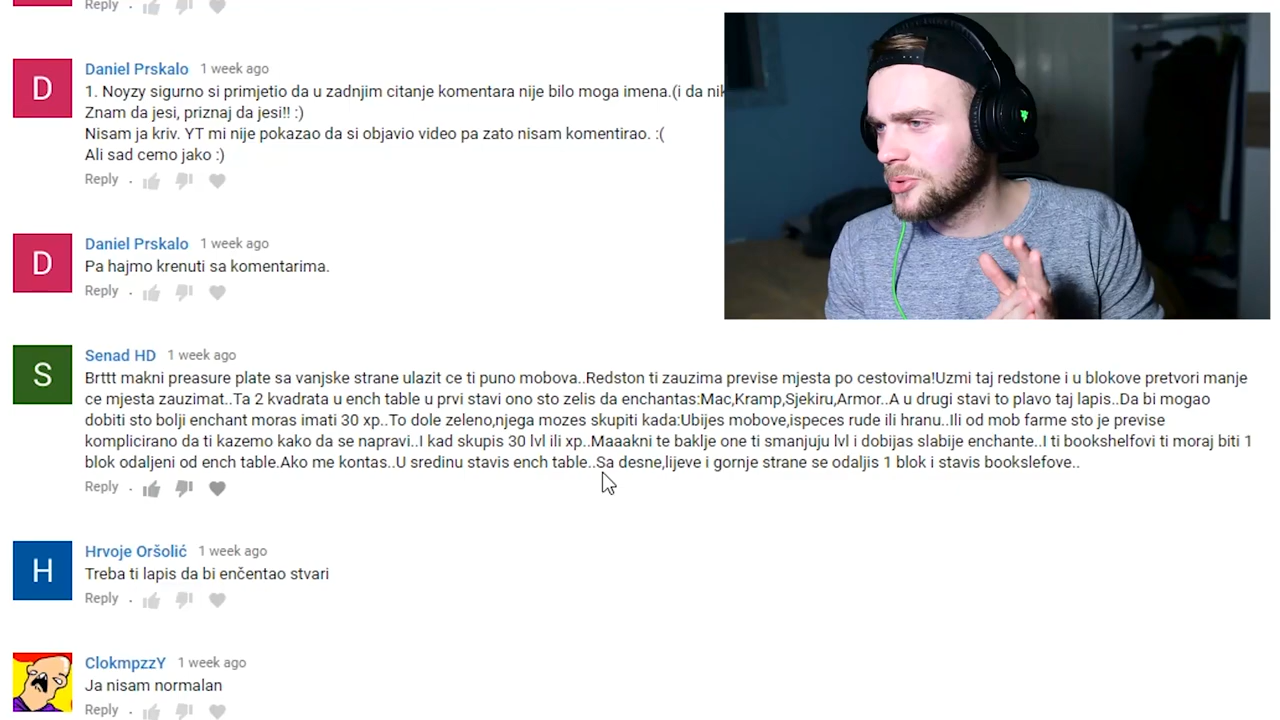 Reply
Daniel Prskalo 1 week ago
1. Noyzy sigurno si primjetio da u zadnjim citanje komentara nije bilo moga imena.(i da nik
Znam da jesi, priznaj da jesi!! :)
Nisam ja kriv. YT mi nije pokazao da si objavio video pa zato nisam komentirao. :(
Ali sad cemo jako :)
Reply
D
Daniel Prskalo 1 week ago
Pa hajmo krenuti sa komentarima.
Reply
D
Senad HD 1 week ago
Brttt makni preasure plate sa vanjske strane ulazit ce ti puno mobova..Redston ti zauzima previse mjesta po cestovima!Uzmi taj redstone i u blokove pretvori manje
ce mjesta zauzimat..Ta 2 kvadrata u ench table u prvi stavi ono sto zelis da enchantas:Mac,Kramp,Sjekiru,Armor..A u drugi stavi to plavo taj lapis..Da bi mogao
dobiti sto bolji enchant moras imati 30 xp..To dole zeleno,njega mozes skupiti kada:Ubijes mobove,ispeces rude ili hranu..Ili od mob farme sto je previse
komplicirano da ti kazemo kako da se napravi..I kad skupis 30 lvl ili xp..Maaakni te baklje one ti smanjuju lvl i dobijas slabije enchante..I ti bookshelfovi ti moraj biti 1
blok odaljeni od ench table.Ako me kontas..U sredinu stavis ench table..Sa desne,lijeve i gornje strane se odaljis 1 blok i stavis bookslefove..
Reply
S
Hrvoje Oršolić 1 week ago
Treba ti lapis da bi enčentao stvari
Reply
H
ClokmpzzY 1 week ago
Ja nisam normalan
Reply